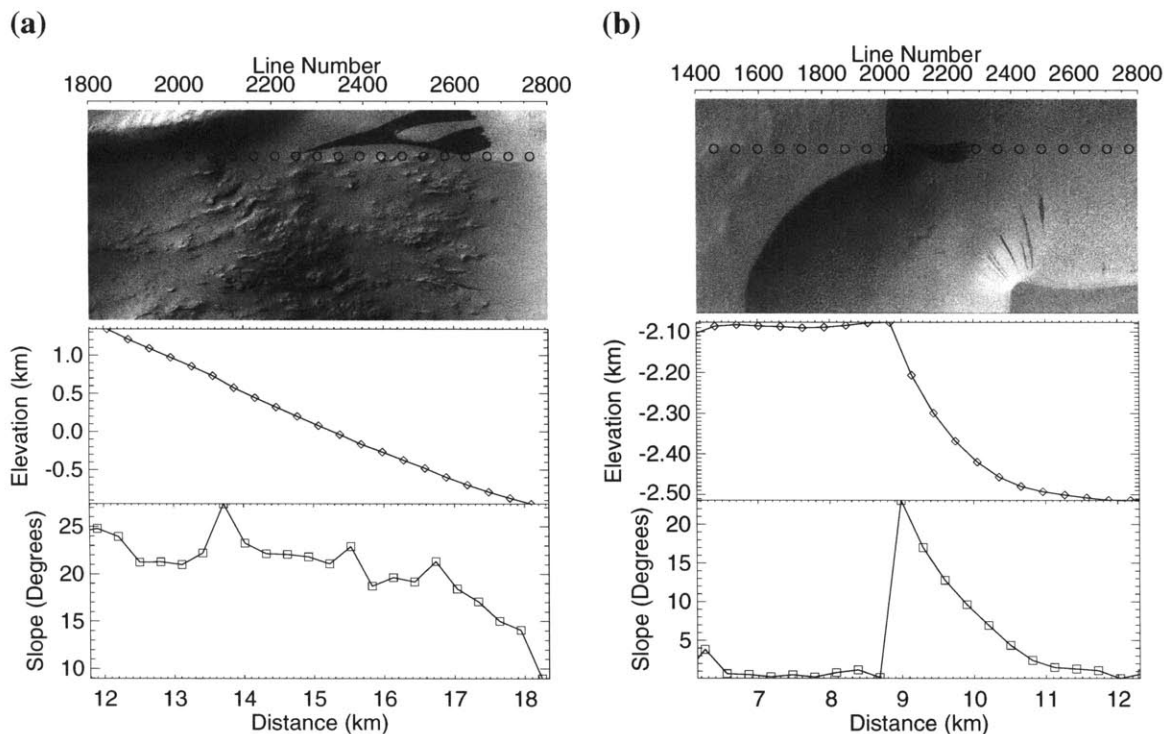 (a)
Line Number
1800 2000 2200 2400 2600 2800
Elevation (km)
1.0
0.5
0.0
-0.5
Slope (Degrees)
25
20
15
10
12 13 14 15 16 17 18
Distance (km)
(b)
Line Number
1400 1600 1800 2000 2200 2400 2600 2800
Elevation (km)
-2.10
-2.20
-2.30
-2.40
-2.50
Slope (Degrees)
20
15
10
5
7 8 9 10 11 12
Distance (km)